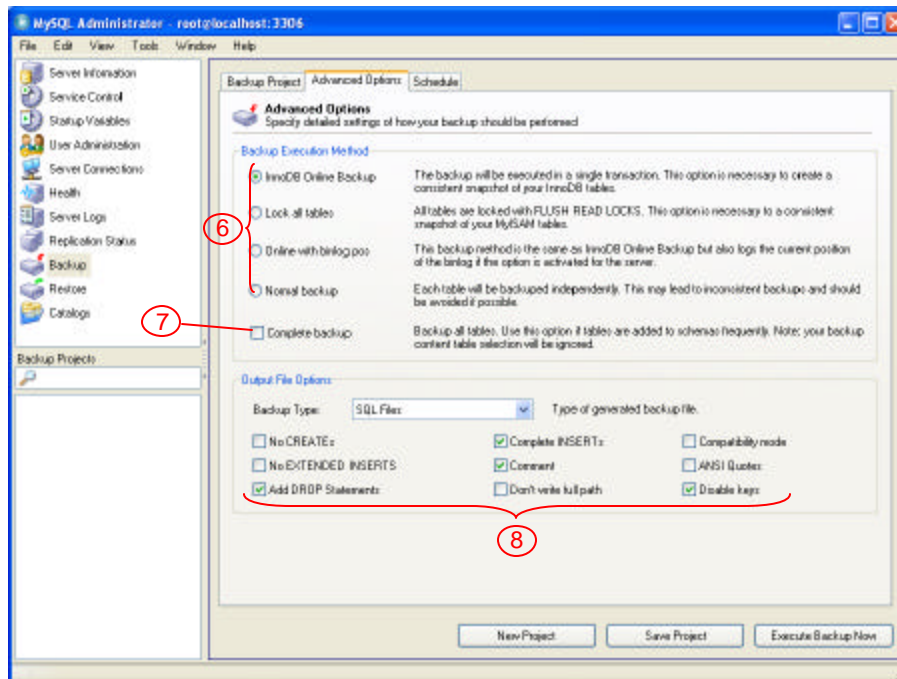 MySQL Administrator - root@localhost:3306
File Edit View Tools Window Help
Server Information
Service Control
Startup Variables
User Administration
Server Connections
Health
Server Logs
Replication Status
Backup
Restore
Catalogs
Backup Projects
Backup Project Advanced Options Schedule
Advanced Options
Specify detailed settings of how your backup should be performed
Backup Execution Method
6
InnoDB Online Backup
The backup will be executed in a single transaction. This option is necessary to create a
consistent snapshot of your InnoDB tables.
Lock all tables
All tables are locked with FLUSH READ LOCKS. This option is necessary to a consistent
snapshot of your MyISAM tables.
Online with binlog pos
This backup method is the same as InnoDB Online Backup but also logs the current position
of the binlog if the option is activated for the server.
Normal backup
Each table will be backuped independently. This may lead to inconsistent backups and should
be avoided if possible.
7
Complete backup
Backup all tables. Use this option if tables are added to schemas frequently. Note: your backup
content table selection will be ignored.
Output File Options
Backup Type: SQL Files Type of generated backup file.
No CREATEs Complete INSERTs Compatibility mode
No EXTENDED INSERTS Comment ANSI Quotes
Add DROP Statements Don't write full path Disable keys
8
New Project Save Project Execute Backup Now